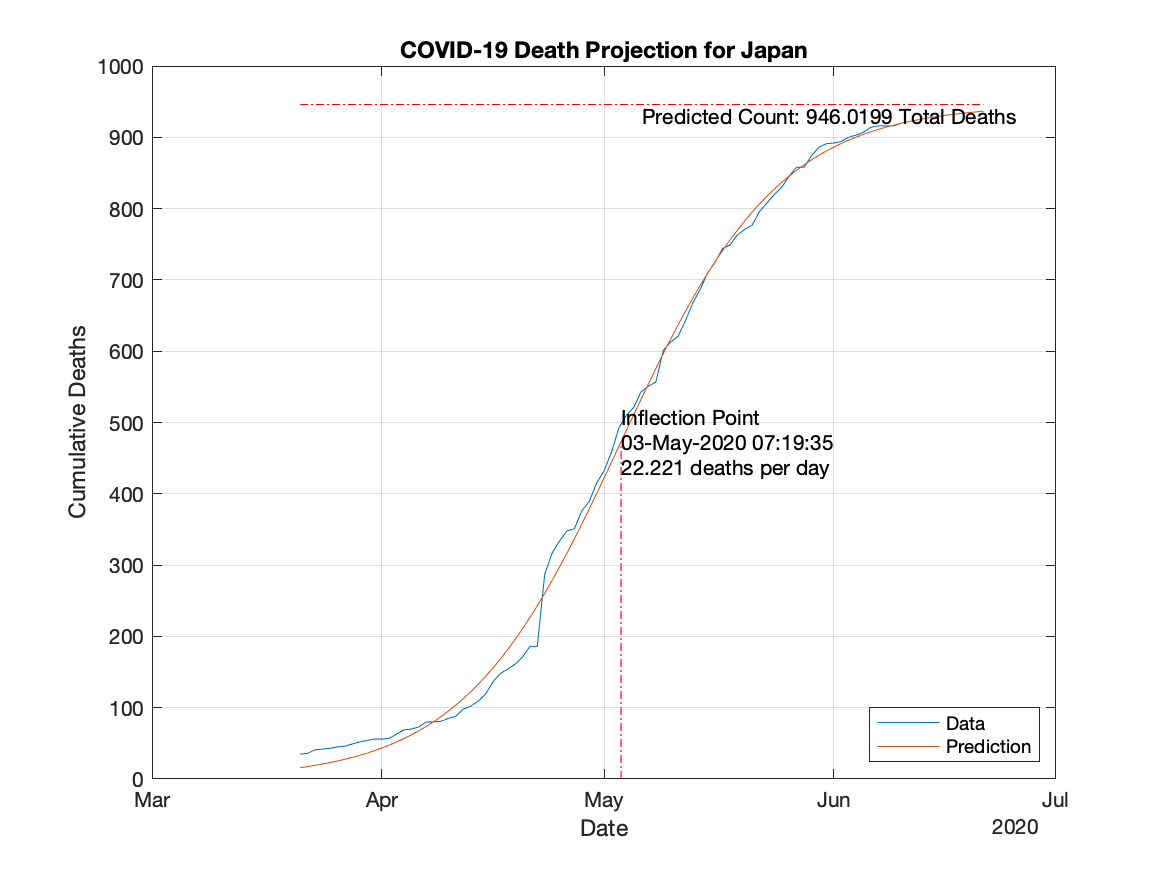 COVID-19 Death Projection for Japan
1000
900
800
700
600
500
400
300
200
100
0
Cumulative Deaths
Predicted Count: 946.0199 Total Deaths
Inflection Point
03-May-2020 07:19:35
22.221 deaths per day
Data
Prediction
Mar Apr May Jun Jul
Date
2020